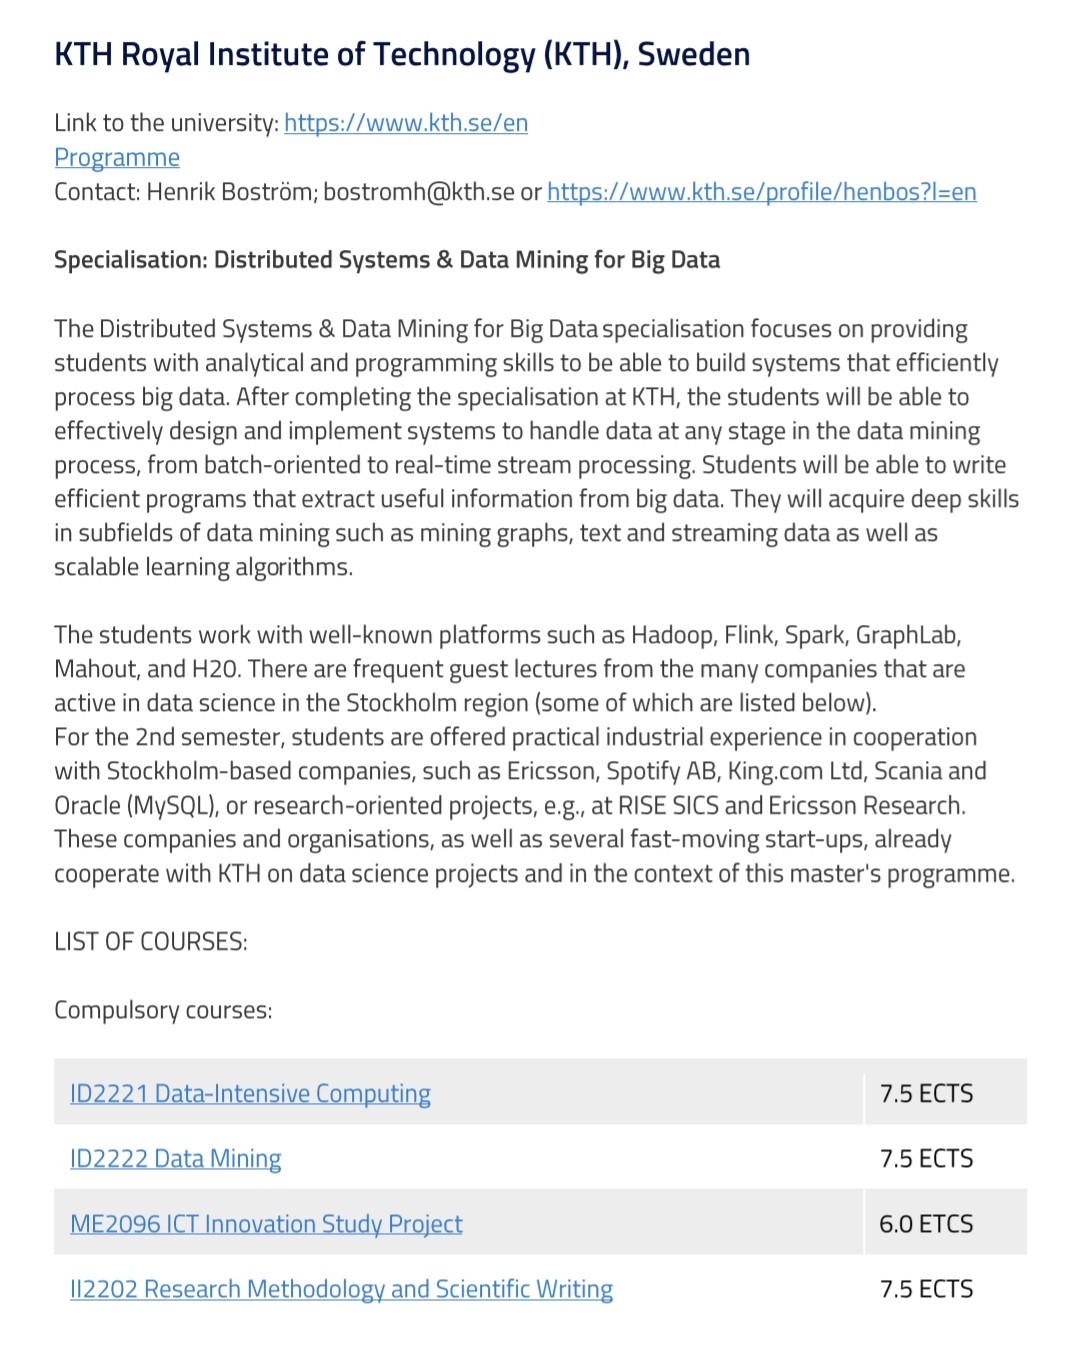 KTH Royal Institute of Technology (KTH), Sweden
Link to the university: https://www.kth.se/en
Programme
Contact: Henrik Boström; bostromh@kth.se or https://www.kth.se/profile/henbos?l=en
Specialisation: Distributed Systems & Data Mining for Big Data
The Distributed Systems & Data Mining for Big Data specialisation focuses on providing
students with analytical and programming skills to be able to build systems that efficiently
process big data. After completing the specialisation at KTH, the students will be able to
effectively design and implement systems to handle data at any stage in the data mining
process, from batch-oriented to real-time stream processing. Students will be able to write
efficient programs that extract useful information from big data. They will acquire deep skills
in subfields of data mining such as mining graphs, text and streaming data as well as
scalable learning algorithms.
The students work with well-known platforms such as Hadoop, Flink, Spark, GraphLab,
Mahout, and H20. There are frequent guest lectures from the many companies that are
active in data science in the Stockholm region (some of which are listed below).
For the 2nd semester, students are offered practical industrial experience in cooperation
with Stockholm-based companies, such as Ericsson, Spotify AB, King.com Ltd, Scania and
Oracle (MySQL), or research-oriented projects, e.g., at RISE SICS and Ericsson Research.
These companies and organisations, as well as several fast-moving start-ups, already
cooperate with KTH on data science projects and in the context of this master's programme.
LIST OF COURSES:
Compulsory courses:
ID2221 Data-Intensive Computing 7.5 ECTS
ID2222 Data Mining 7.5 ECTS
ME2096 ICT Innovation Study Project 6.0 ETCS
II2202 Research Methodology and Scientific Writing 7.5 ECTS